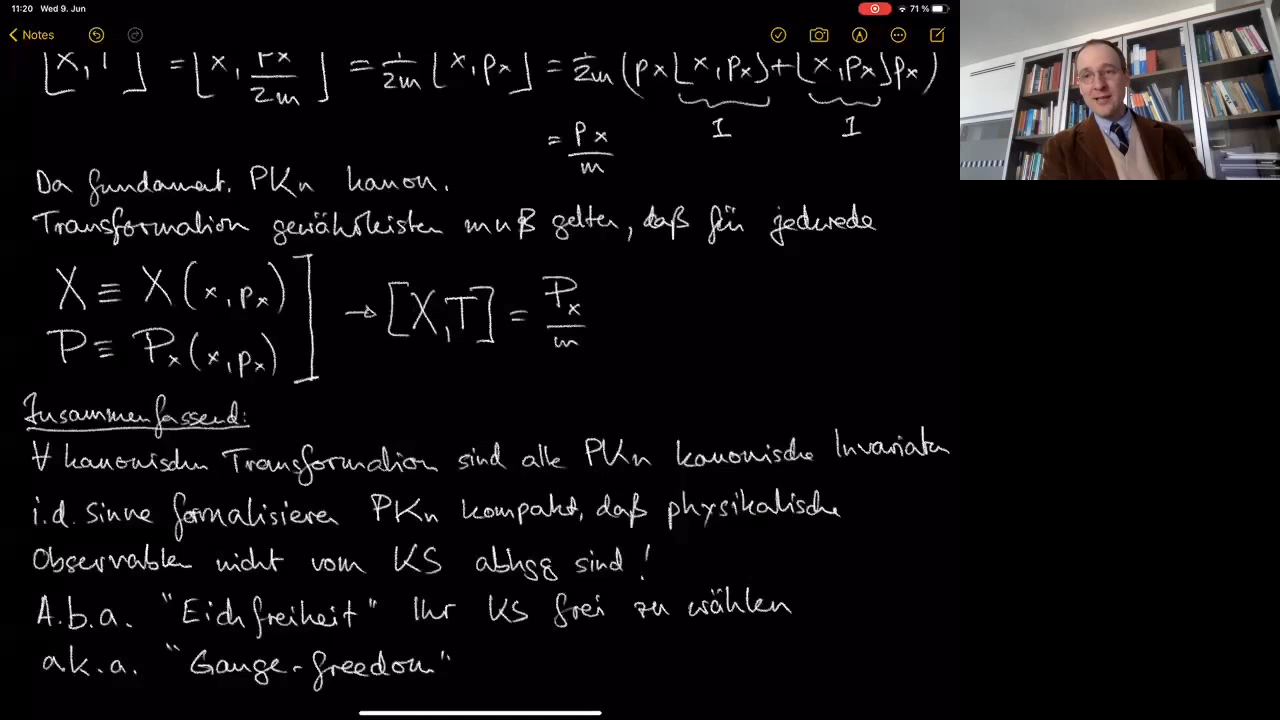 11:20 Wed 9. Jun 71 %
Notes
[x, T] = [x, px²/2m] = 1/2m [x, px²] = 1/2m (px[x, px] + [x, px]px)
1 1
= px/m
Da fundament. PKn kanon.
Transformation gewährleisten muß gelten, daß für jedwede
X ≡ X(x, px)
P ≡ Px(x, px) ] → [X, T] = Px/m
Zusammenfassend:
∀ kanonischen Transformation sind alle PKn kanonische Invariaten
i.d. Sinne formalisieren PKn kompakt, daß physikalische
Observablen nicht vom KS abhgg sind!
A.b.a. "Eichfreiheit" Ihr KS frei zu wählen
a.k.a. "Gauge-freedom"